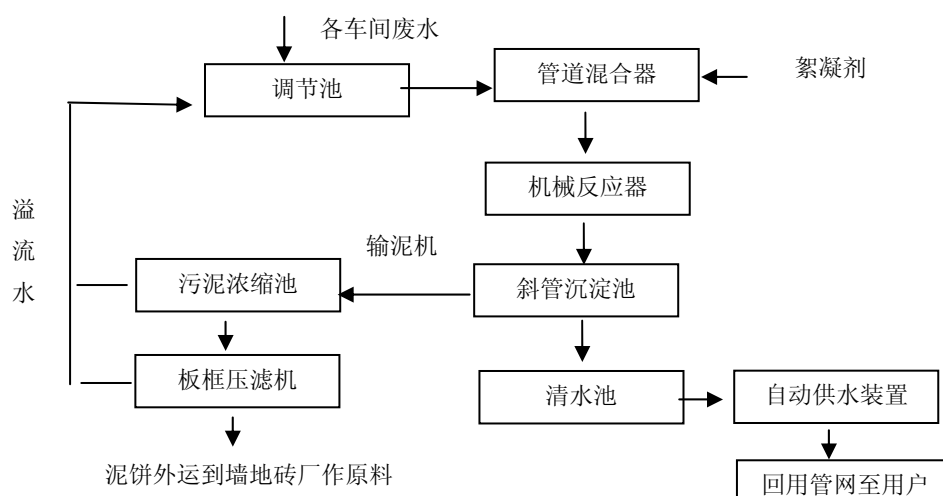 各车间废水
调节池
管道混合器
絮凝剂
机械反应器
溢
流
水
输泥机
污泥浓缩池
斜管沉淀池
板框压滤机
清水池
自动供水装置
泥饼外运到墙地砖厂作原料
回用管网至用户